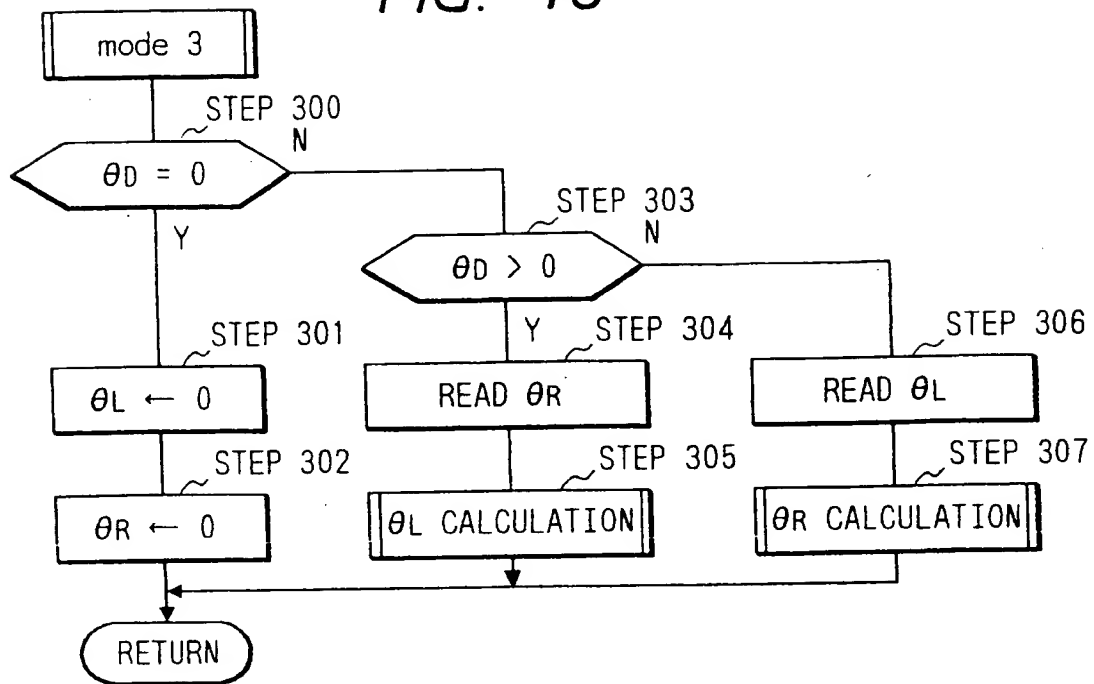 mode 3
STEP 300
N
θD = 0
Y
STEP 303
N
θD > 0
Y
STEP 301
θL ← 0
STEP 302
θR ← 0
STEP 304
READ θR
STEP 305
θL CALCULATION
STEP 306
READ θL
STEP 307
θR CALCULATION
RETURN